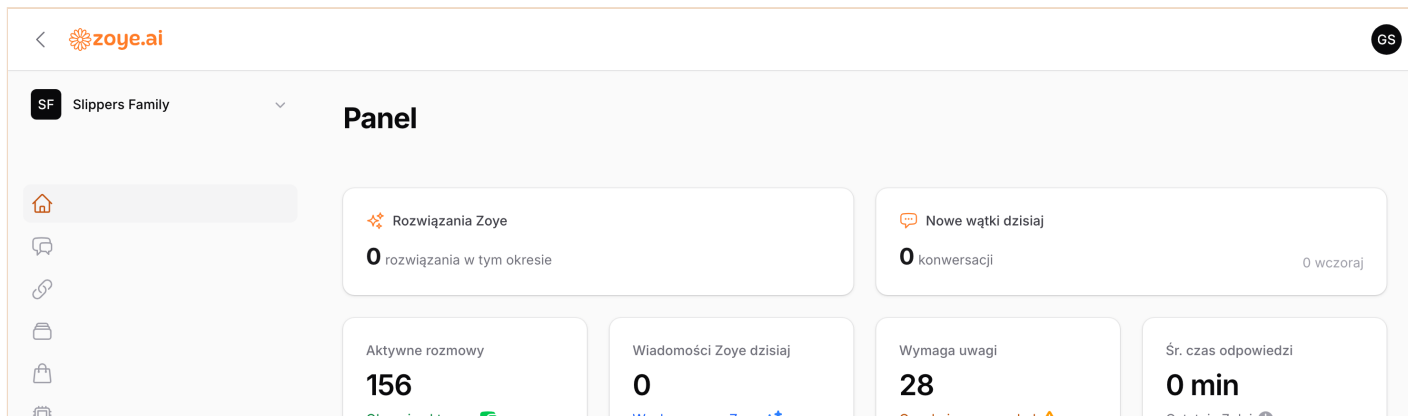 zoye.ai
GS
SF Slippers Family
Panel
Rozwiązania Zoye
0 rozwiązania w tym okresie
Nowe wątki dzisiaj
0 konwersacji
0 wczoraj
Aktywne rozmowy
156
Wiadomości Zoye dzisiaj
0
Wymaga uwagi
28
Śr. czas odpowiedzi
0 min